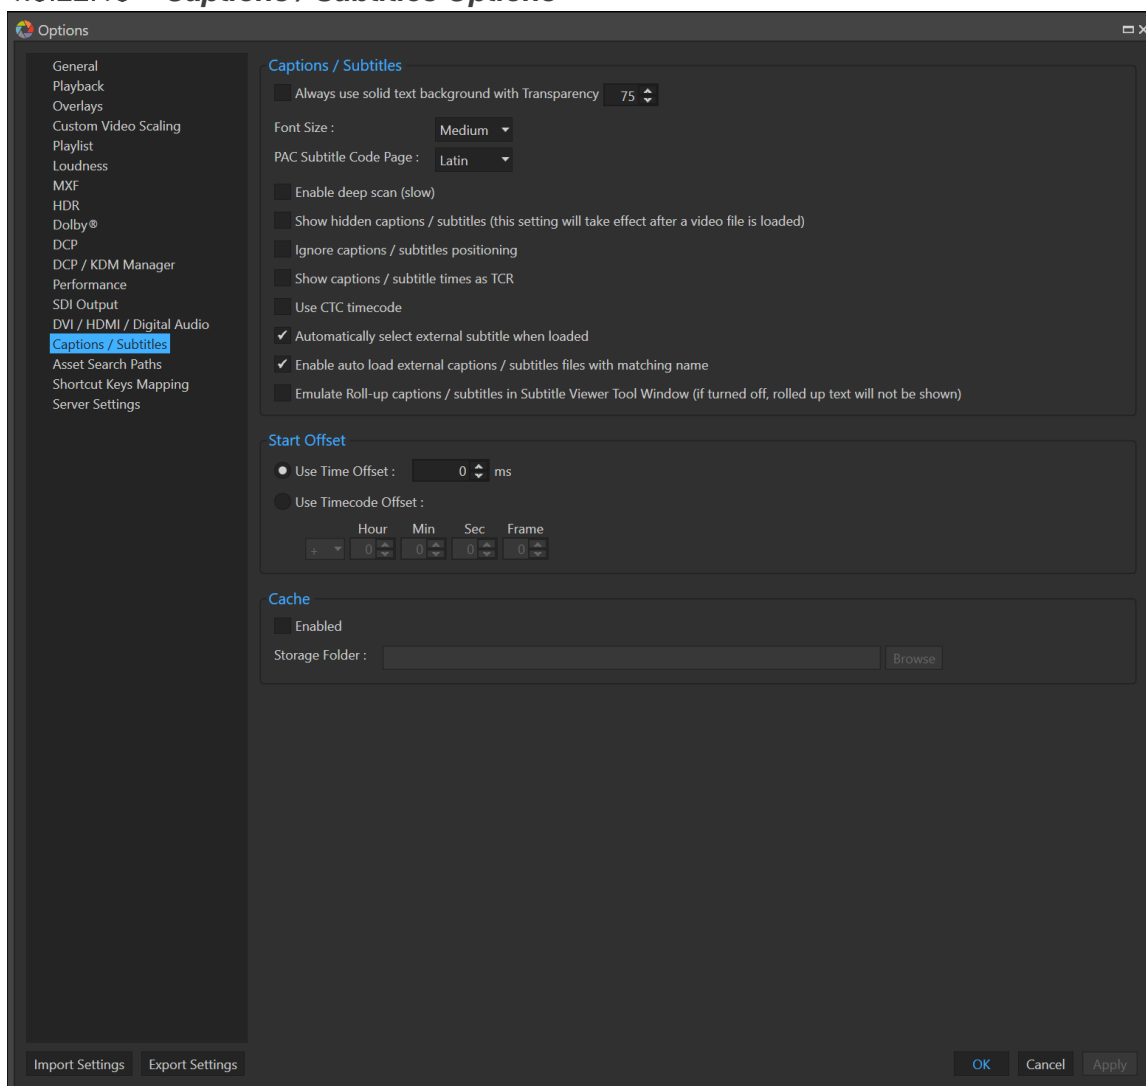 Options
General
Playback
Overlays
Custom Video Scaling
Playlist
Loudness
MXF
HDR
Dolby®
DCP
DCP / KDM Manager
Performance
SDI Output
DVI / HDMI / Digital Audio
Captions / Subtitles
Asset Search Paths
Shortcut Keys Mapping
Server Settings
Captions / Subtitles
Always use solid text background with Transparency 75
Font Size : Medium
PAC Subtitle Code Page : Latin
Enable deep scan (slow)
Show hidden captions / subtitles (this setting will take effect after a video file is loaded)
Ignore captions / subtitles positioning
Show captions / subtitle times as TCR
Use CTC timecode
Automatically select external subtitle when loaded
Enable auto load external captions / subtitles files with matching name
Emulate Roll-up captions / subtitles in Subtitle Viewer Tool Window (if turned off, rolled up text will not be shown)
Start Offset
Use Time Offset : 0 ms
Use Timecode Offset :
Hour Min Sec Frame
+ 0 0 0 0
Cache
Enabled
Storage Folder : Browse
Import Settings Export Settings OK Cancel Apply